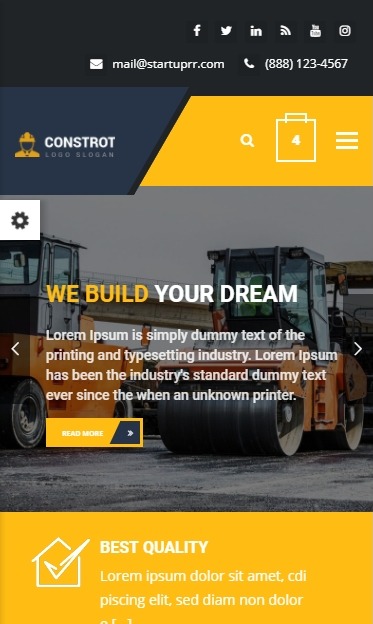 mail@startuprr.com (888) 123-4567
CONSTROT
LOGO SLOGAN
4
WE BUILD YOUR DREAM
Lorem Ipsum is simply dummy text of the
printing and typesetting industry. Lorem Ipsum
has been the industry's standard dummy text
ever since the when an unknown printer.
READ MORE
BEST QUALITY
Lorem ipsum dolor sit amet, cdi
piscing elit, sed diam non dolor